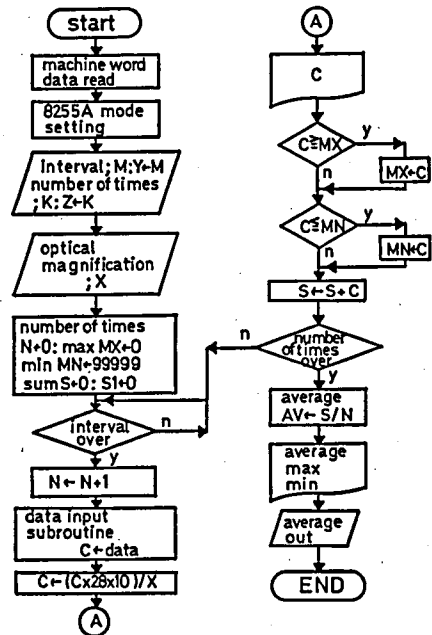 start
machine word
data read
8255A mode
setting
Interval; M:Y←M
number of times
;K: Z←K
optical
magnification
;X
number of times
N←0: max MX←0
min MN←99999
sum S←0: S1←0
interval
over
n
y
N←N+1
data input
subroutine
C←data
C←(C×28×10)/X
A
A
C
C≧MX
y
n
MX←C
C≦MN
y
n
MN←C
S←S+C
number
of times
over
n
y
average
AV←S/N
average
max
min
average
out
END